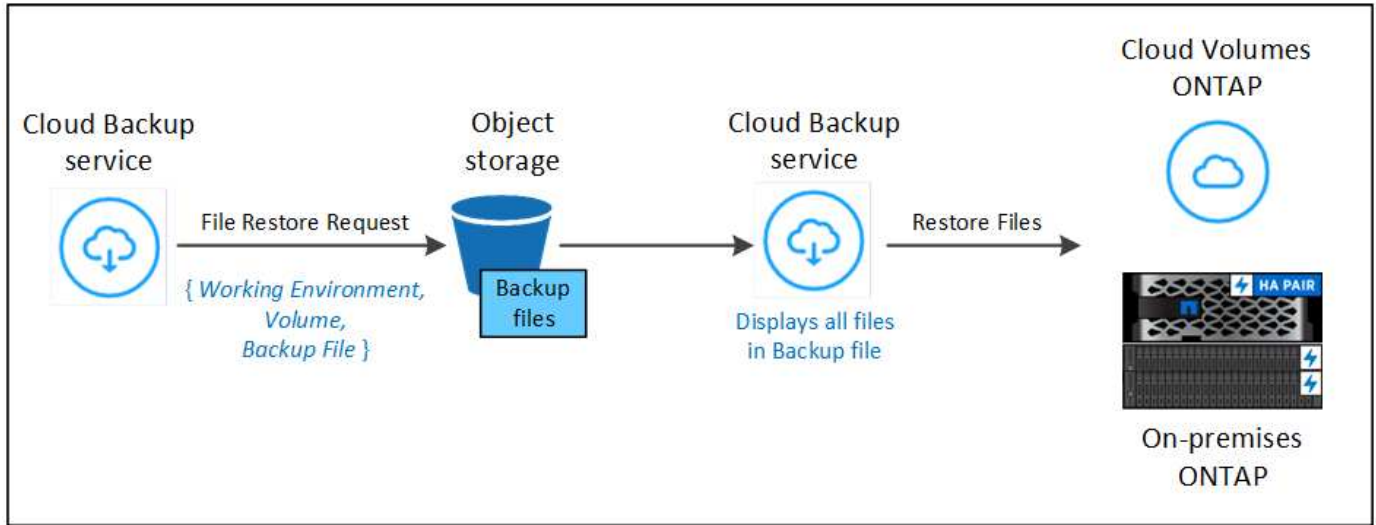 Cloud Backup
service
File Restore Request
{ Working Environment,
Volume,
Backup File }
Object
storage
Backup
files
Cloud Backup
service
Displays all files
in Backup file
Restore Files
Cloud Volumes
ONTAP
HA PAIR
On-premises
ONTAP